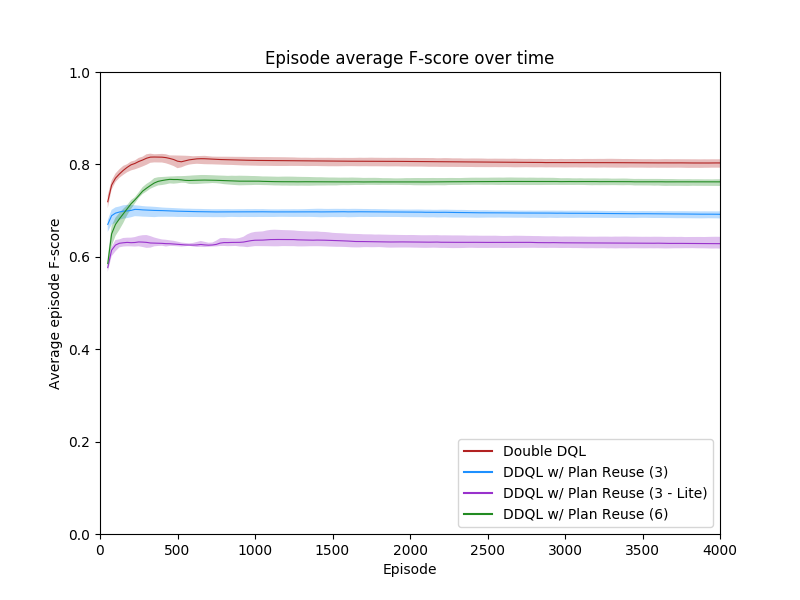 Episode average F-score over time
1.0
0.8
0.6
0.4
0.2
0.0
Average episode F-score
0 500 1000 1500 2000 2500 3000 3500 4000
Episode
Double DQL
DDQL w/ Plan Reuse (3)
DDQL w/ Plan Reuse (3 - Lite)
DDQL w/ Plan Reuse (6)